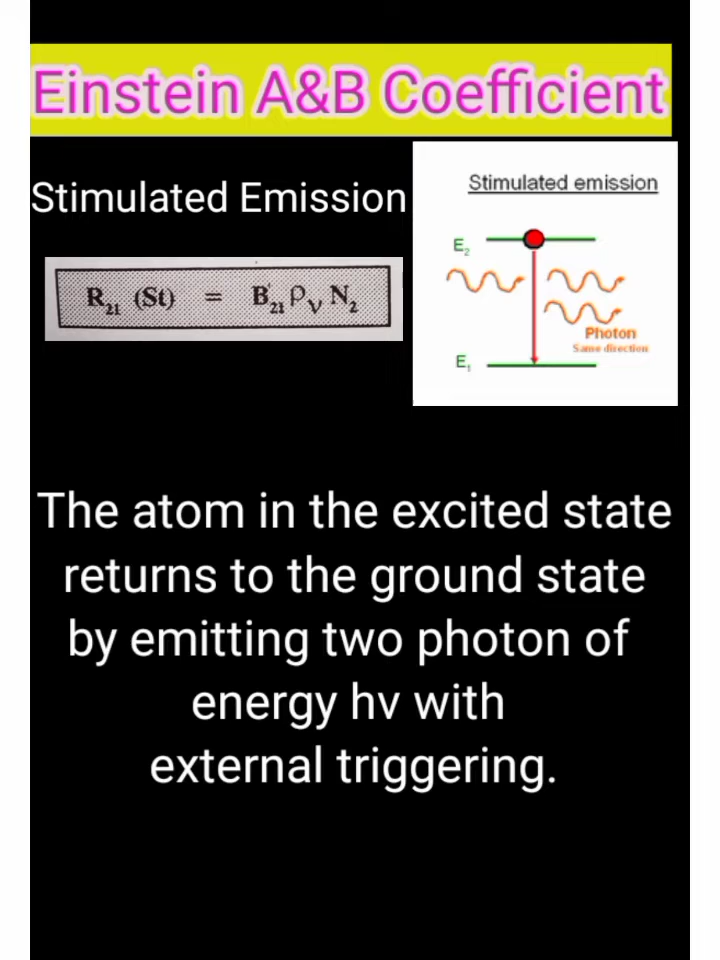 Einstein A&B Coefficient
Stimulated Emission
R₂₁ (St) = B'₂₁ ρᵥ N₂
Stimulated emission
E₂
Photon
Same direction
E₁
The atom in the excited state
returns to the ground state
by emitting two photon of
energy hv with
external triggering.